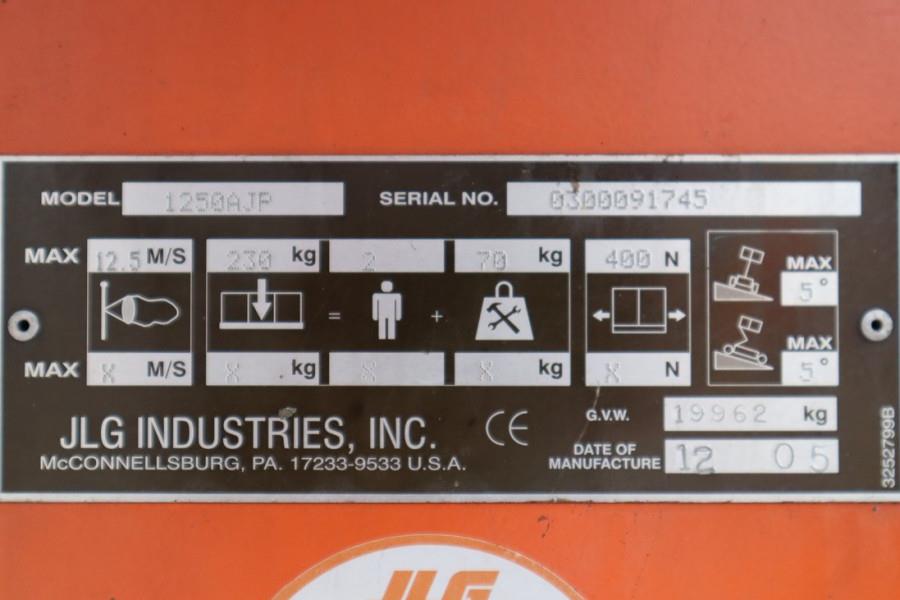 MODEL 1250AJP SERIAL NO. 0300091745
MAX 12.5 M/S 230 kg 2 70 kg 400 N
MAX 5°
= +
MAX 5°
MAX X M/S X kg X X kg X N
G.V.W. 19962 kg
JLG INDUSTRIES, INC. CE
McCONNELLSBURG, PA. 17233-9533 U.S.A.
DATE OF
MANUFACTURE 12 05
3252799B
JLG